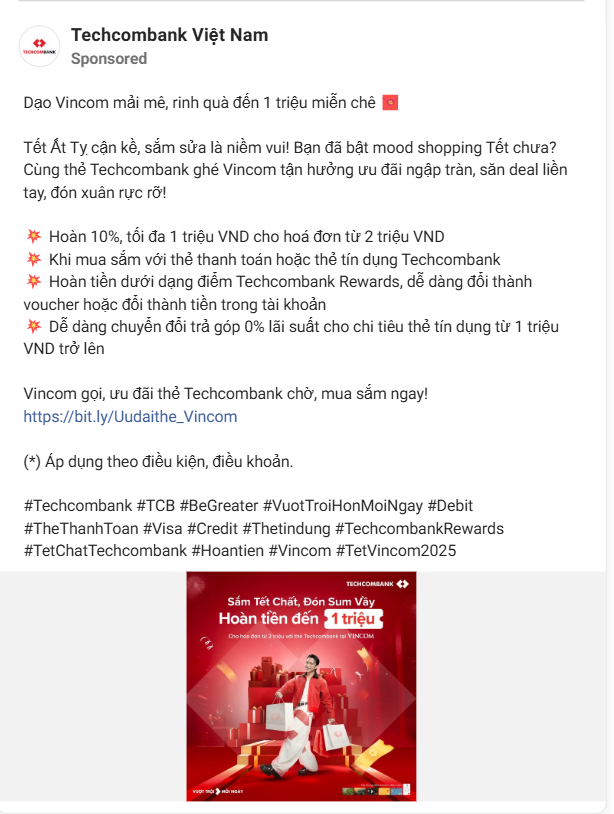 TECHCOMBANK
Techcombank Việt Nam
Sponsored
Dạo Vincom mải mê, rinh quà đến 1 triệu miễn chê 🧧
Tết Ất Tỵ cận kề, sắm sửa là niềm vui! Bạn đã bật mood shopping Tết chưa?
Cùng thẻ Techcombank ghé Vincom tận hưởng ưu đãi ngập tràn, săn deal liền
tay, đón xuân rực rỡ!
💥 Hoàn 10%, tối đa 1 triệu VND cho hoá đơn từ 2 triệu VND
💥 Khi mua sắm với thẻ thanh toán hoặc thẻ tín dụng Techcombank
💥 Hoàn tiền dưới dạng điểm Techcombank Rewards, dễ dàng đổi thành
voucher hoặc đổi thành tiền trong tài khoản
💥 Dễ dàng chuyển đổi trả góp 0% lãi suất cho chi tiêu thẻ tín dụng từ 1 triệu
VND trở lên
Vincom gọi, ưu đãi thẻ Techcombank chờ, mua sắm ngay!
https://bit.ly/Uudaithe_Vincom
(*) Áp dụng theo điều kiện, điều khoản.
#Techcombank #TCB #BeGreater #VuotTroiHonMoiNgay #Debit
#TheThanhToan #Visa #Credit #Thetindung #TechcombankRewards
#TetChatTechcombank #Hoantien #Vincom #TetVincom2025
TECHCOMBANK
Sắm Tết Chất, Đón Sum Vầy
Hoàn tiền đến 1 triệu
Cho hóa đơn từ 2 triệu với thẻ Techcombank tại VINCOM
VƯỢT TRỘI MỖI NGÀY